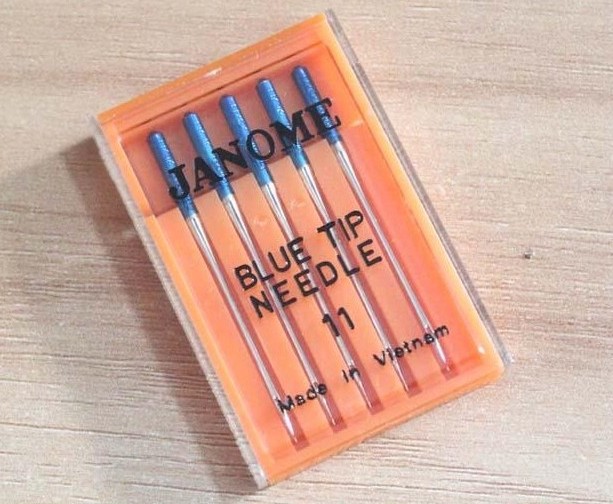 JANOME
BLUE TIP
NEEDLE
11
Made in Vietnam